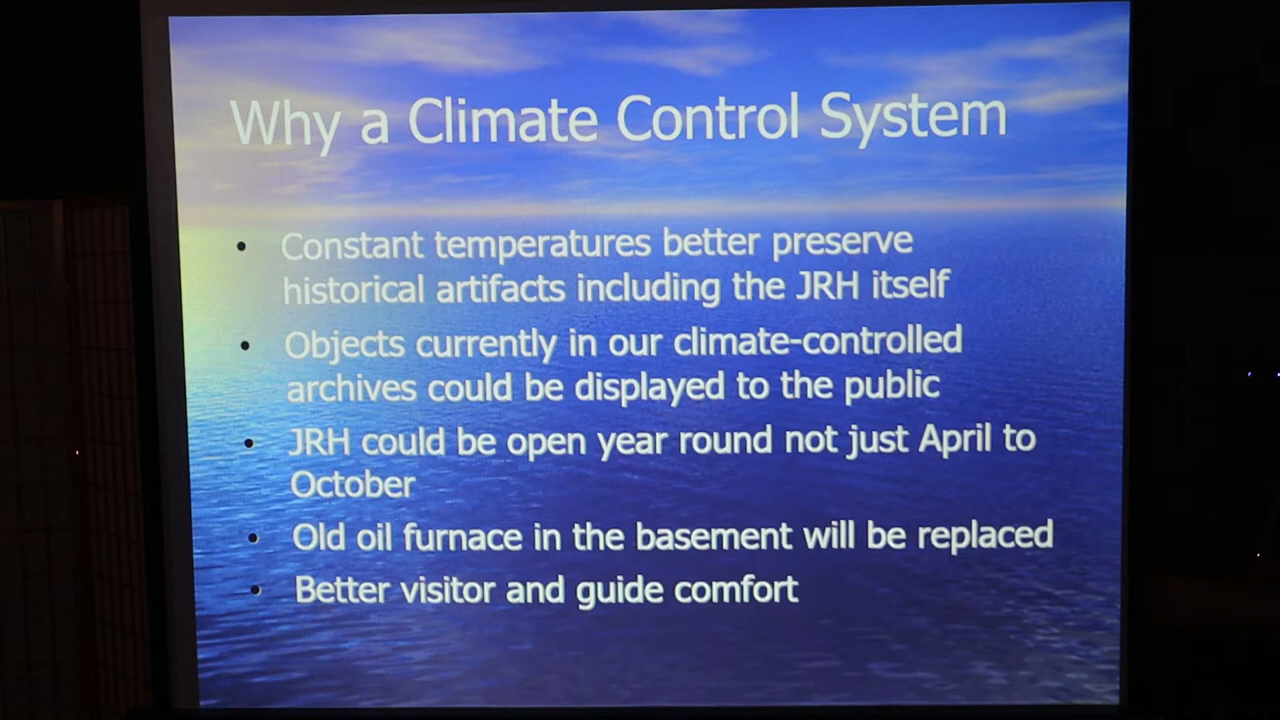 Why a Climate Control System
• Constant temperatures better preserve
historical artifacts including the JRH itself
• Objects currently in our climate-controlled
archives could be displayed to the public
• JRH could be open year round not just April to
October
• Old oil furnace in the basement will be replaced
• Better visitor and guide comfort